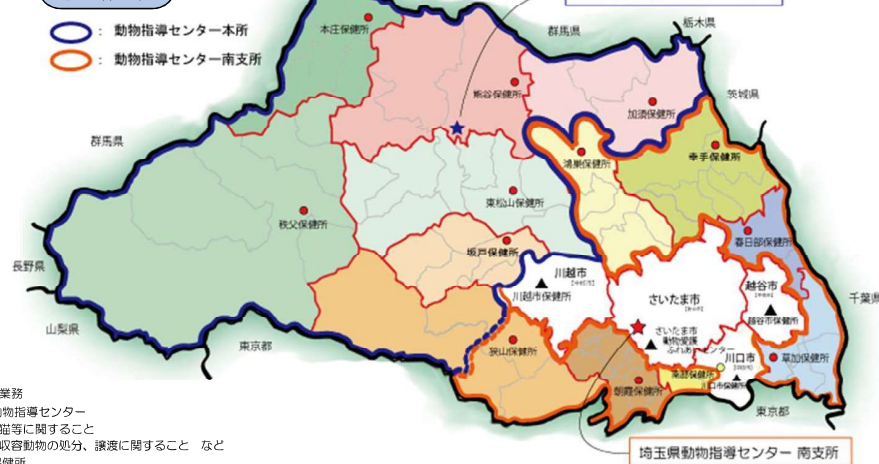 ：動物指導センター本所
：動物指導センター南支所
群馬県
栃木県
茨城県
群馬県
長野県
山梨県
東京都
千葉県
東京都
本庄保健所
熊谷保健所
加須保健所
鴻巣保健所
幸手保健所
秩父保健所
東松山保健所
坂戸保健所
春日部保健所
川越市
川越市保健所
さいたま市
さいたま市
動物愛護
ふれあいセンター
越谷市
越谷市保健所
川口市
川口市保健所
狭山保健所
朝霞保健所
南部保健所
草加保健所
業務
動物指導センター
猫等に関すること
収容動物の処分、譲渡に関すること　など
保健所
埼玉県動物指導センター 南支所